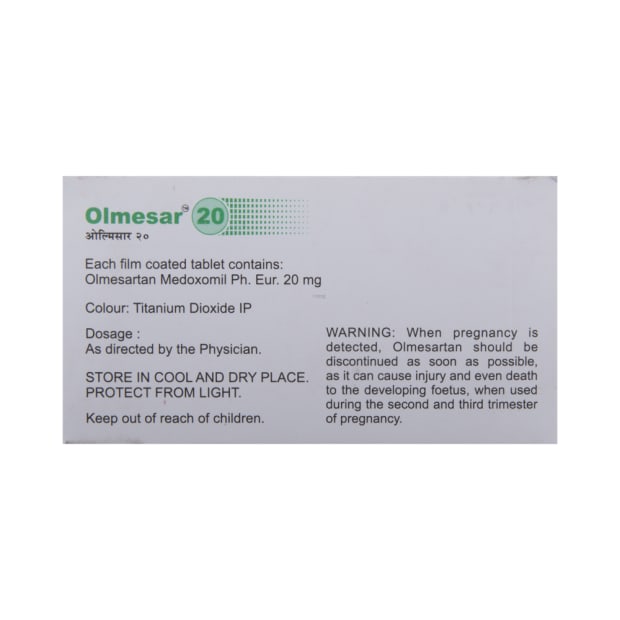 Olmesar™ 20
ओल्मिसार २०
Each film coated tablet contains:
Olmesartan Medoxomil Ph. Eur. 20 mg
Colour: Titanium Dioxide IP
Dosage :
As directed by the Physician.
STORE IN COOL AND DRY PLACE.
PROTECT FROM LIGHT.
Keep out of reach of children.
WARNING: When pregnancy is
detected, Olmesartan should be
discontinued as soon as possible,
as it can cause injury and even death
to the developing foetus, when used
during the second and third trimester
of pregnancy.